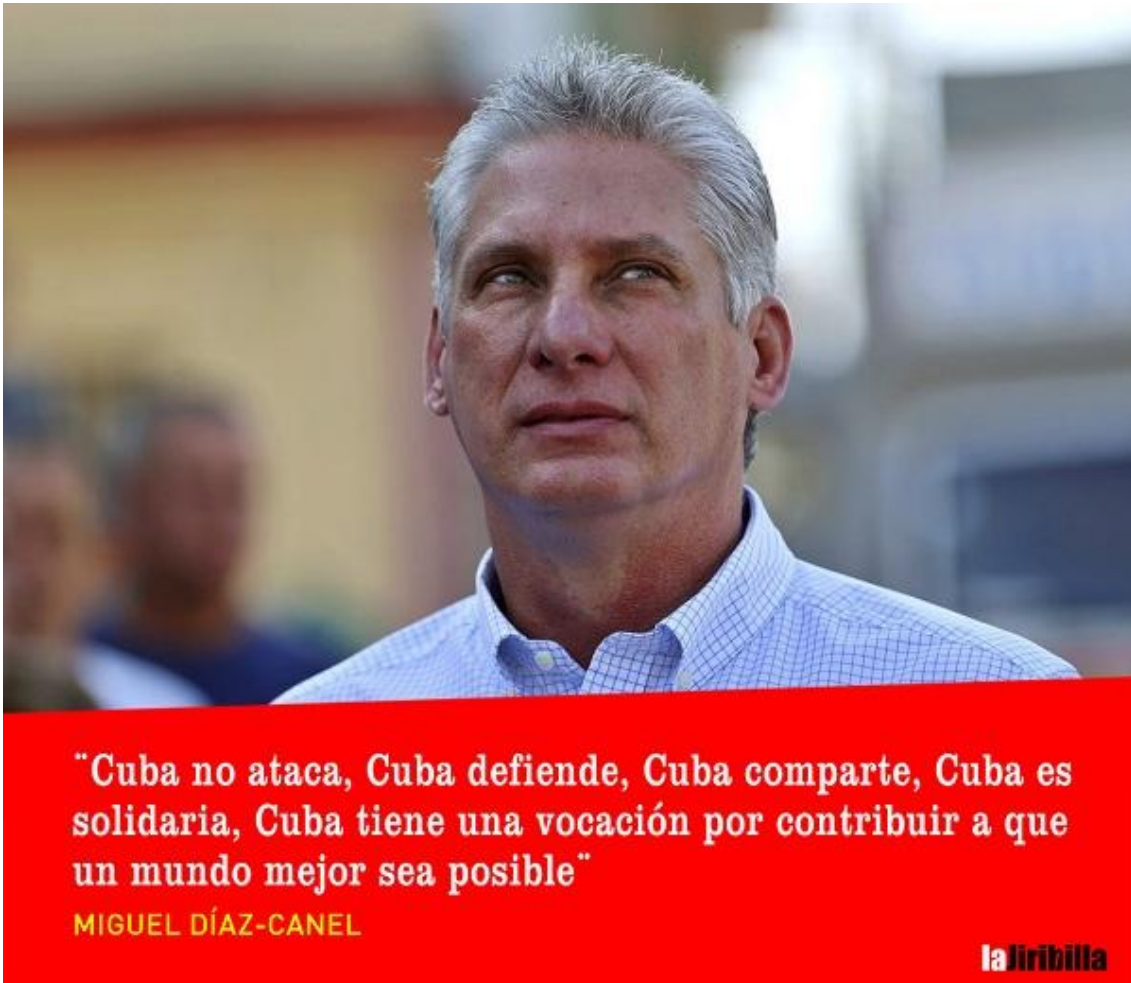 ¨Cuba no ataca, Cuba defiende, Cuba comparte, Cuba es
solidaria, Cuba tiene una vocación por contribuir a que
un mundo mejor sea posible¨
MIGUEL DÍAZ-CANEL
laJiribilla